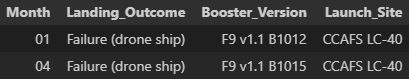 Month Landing_Outcome Booster_Version Launch_Site
01 Failure (drone ship) F9 v1.1 B1012 CCAFS LC-40
04 Failure (drone ship) F9 v1.1 B1015 CCAFS LC-40